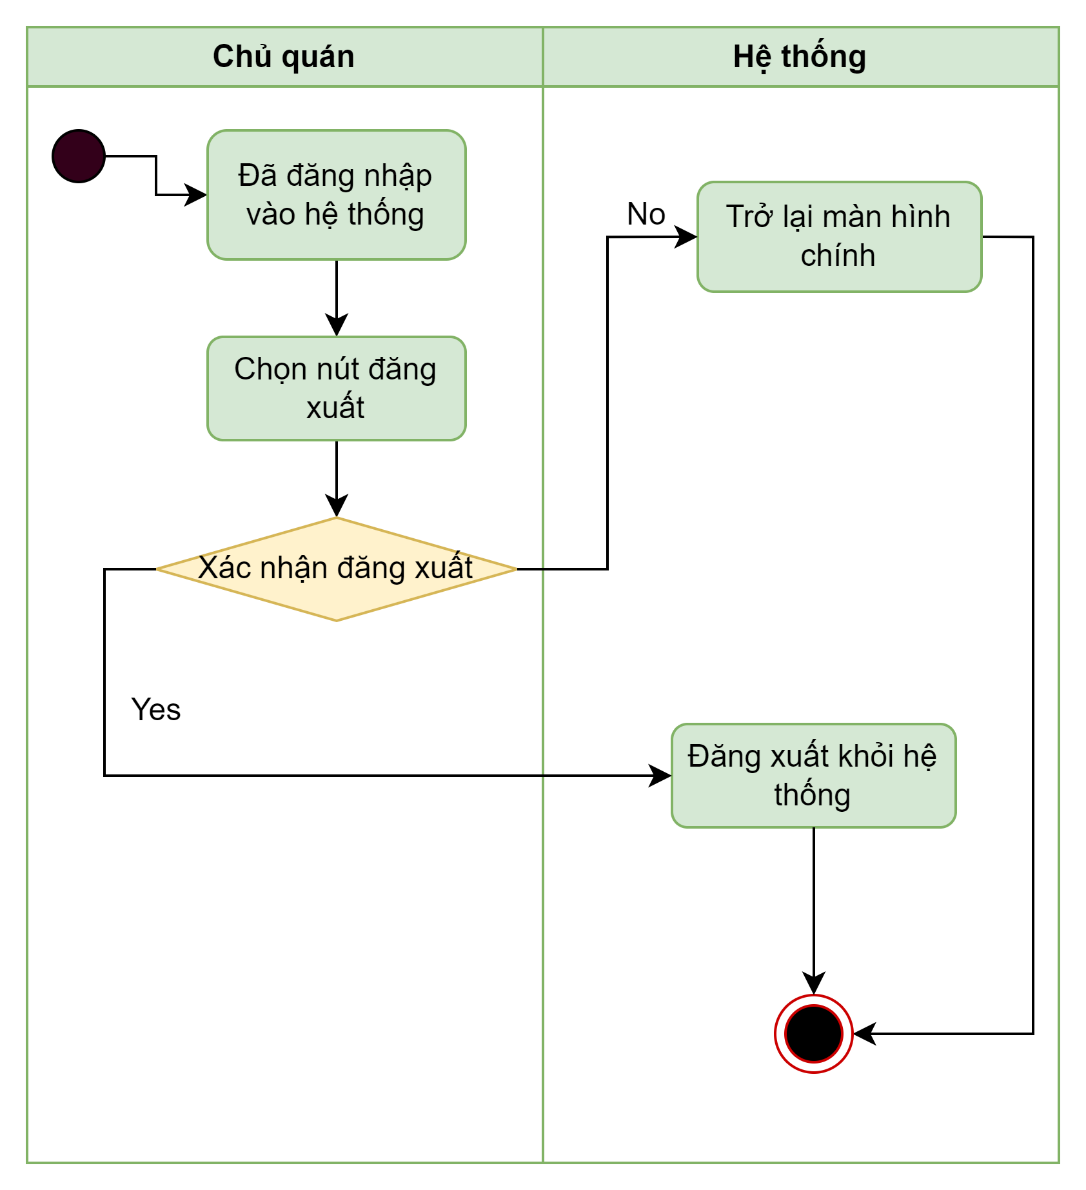 Chủ quán
Hệ thống
Đã đăng nhập
vào hệ thống
No
Trở lại màn hình
chính
Chọn nút đăng
xuất
Xác nhận đăng xuất
Yes
Đăng xuất khỏi hệ
thống